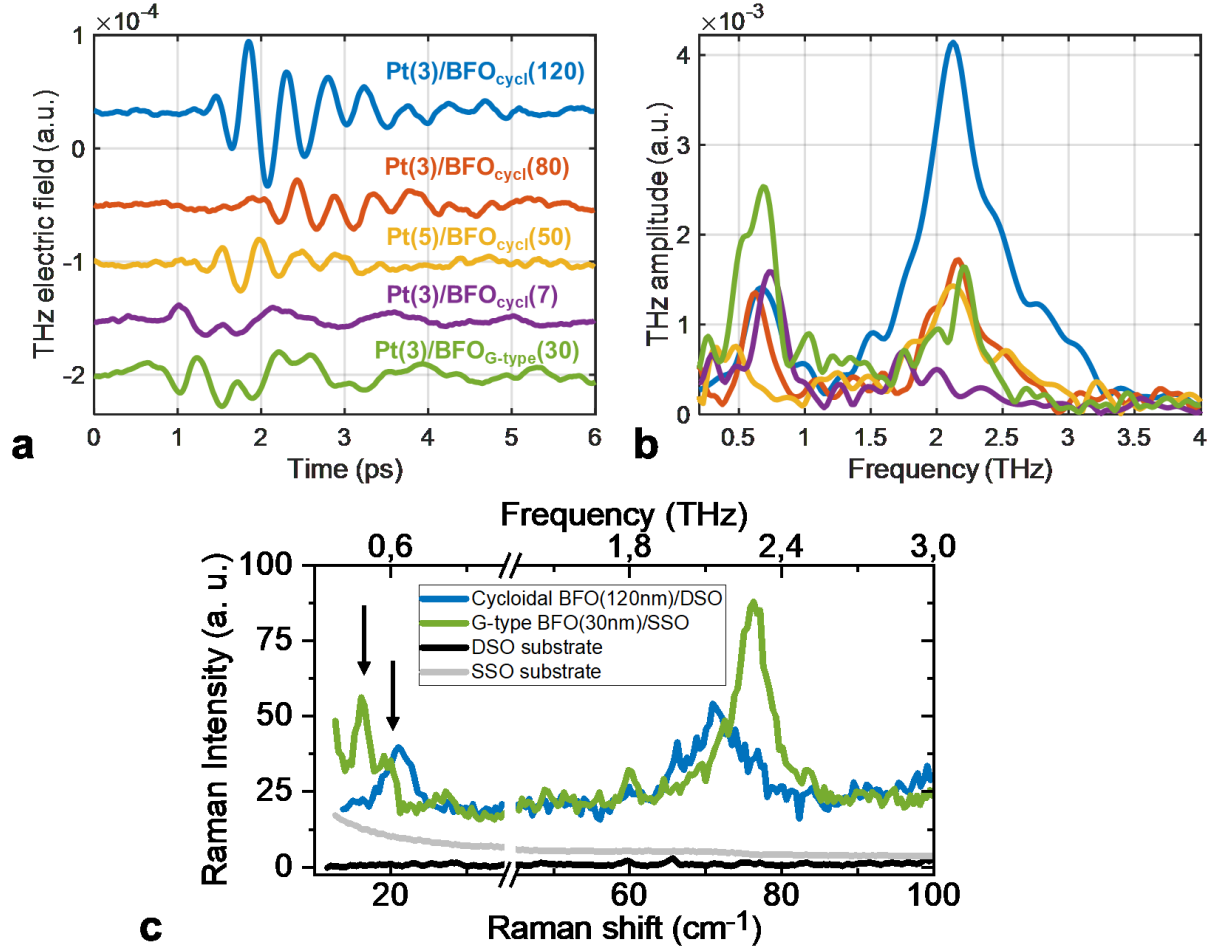 ×10⁻⁴
1
0
-1
-2
THz electric field (a.u.)
Pt(3)/BFOcycl(120)
Pt(3)/BFOcycl(80)
Pt(5)/BFOcycl(50)
Pt(3)/BFOcycl(7)
Pt(3)/BFOG-type(30)
0 1 2 3 4 5 6
Time (ps)
a
×10⁻³
4
3
2
1
0
THz amplitude (a.u.)
0.5 1 1.5 2 2.5 3 3.5 4
Frequency (THz)
b
Frequency (THz)
0,6 1,8 2,4 3,0
100
75
50
25
0
Raman Intensity (a. u.)
Cycloidal BFO(120nm)/DSO
G-type BFO(30nm)/SSO
DSO substrate
SSO substrate
20 60 80 100
Raman shift (cm⁻¹)
c